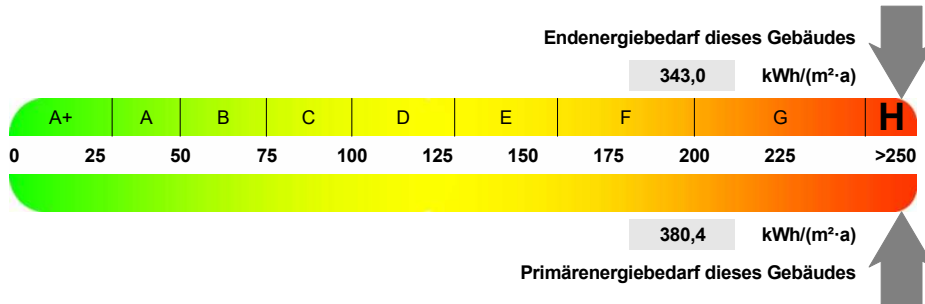 Endenergiebedarf dieses Gebäudes
343,0 kWh/(m²·a)
A+ A B C D E F G H
0 25 50 75 100 125 150 175 200 225 >250
380,4 kWh/(m²·a)
Primärenergiebedarf dieses Gebäudes